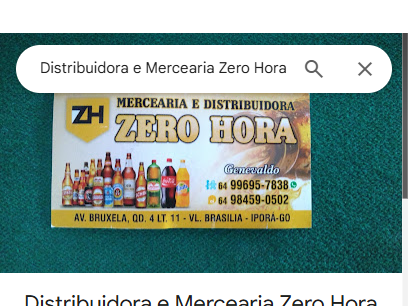 Distribuidora e Mercearia Zero Hora
ZH
MERCEARIA E DISTRIBUIDORA
ZERO HORA
Genevaldo
64 99695-7838
64 98459-0502
AV. BRUXELA, QD. 4 LT. 11 - VL. BRASILIA - IPORÁ-GO
Distribuidora e Mercearia Zero Hora